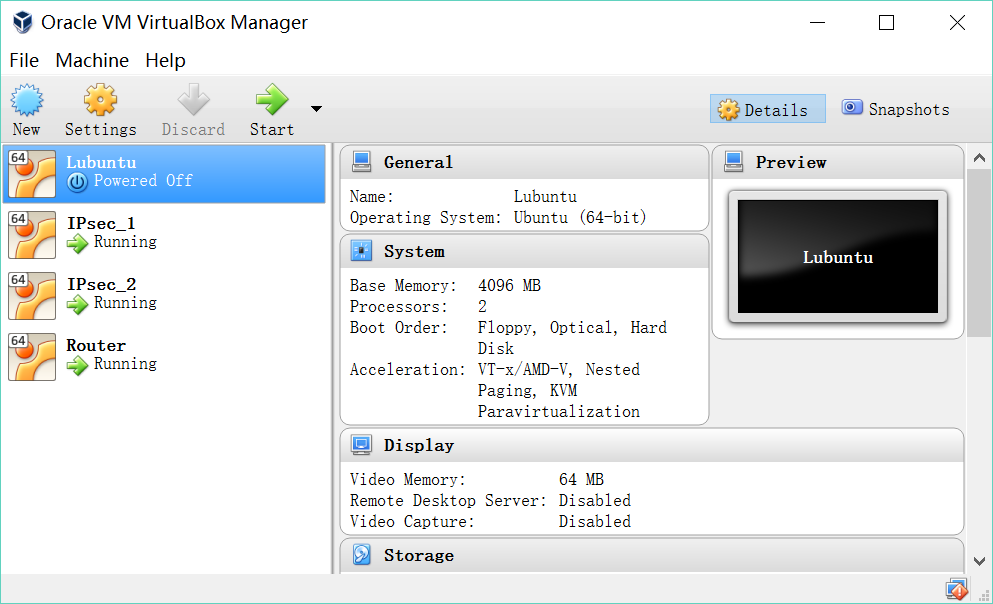 Oracle VM VirtualBox Manager
File Machine Help
New Settings Discard Start Details Snapshots
64 Lubuntu
Powered Off
64 IPsec_1
Running
64 IPsec_2
Running
64 Router
Running
General
Name: Lubuntu
Operating System: Ubuntu (64-bit)
System
Base Memory: 4096 MB
Processors: 2
Boot Order: Floppy, Optical, Hard
Disk
Acceleration: VT-x/AMD-V, Nested
Paging, KVM
Paravirtualization
Preview
Lubuntu
Display
Video Memory: 64 MB
Remote Desktop Server: Disabled
Video Capture: Disabled
Storage